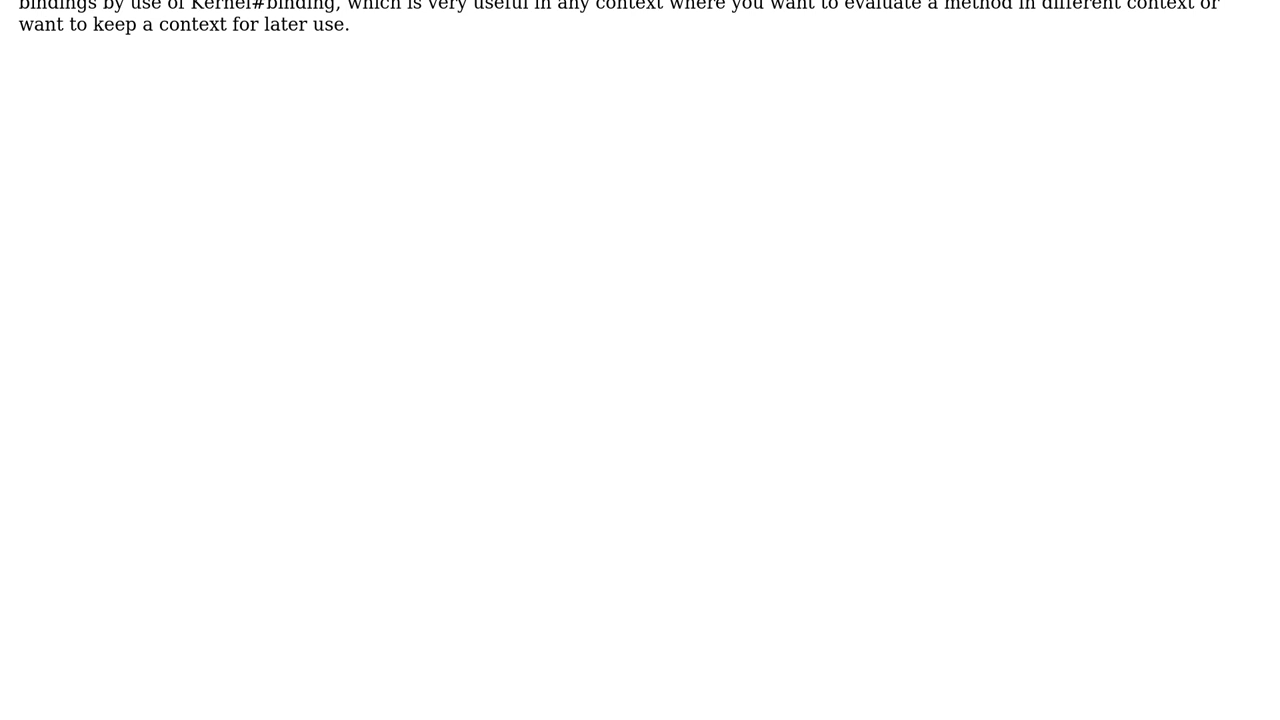 bindings by use of Kernel#binding, which is very useful in any context where you want to evaluate a method in different context or
want to keep a context for later use.